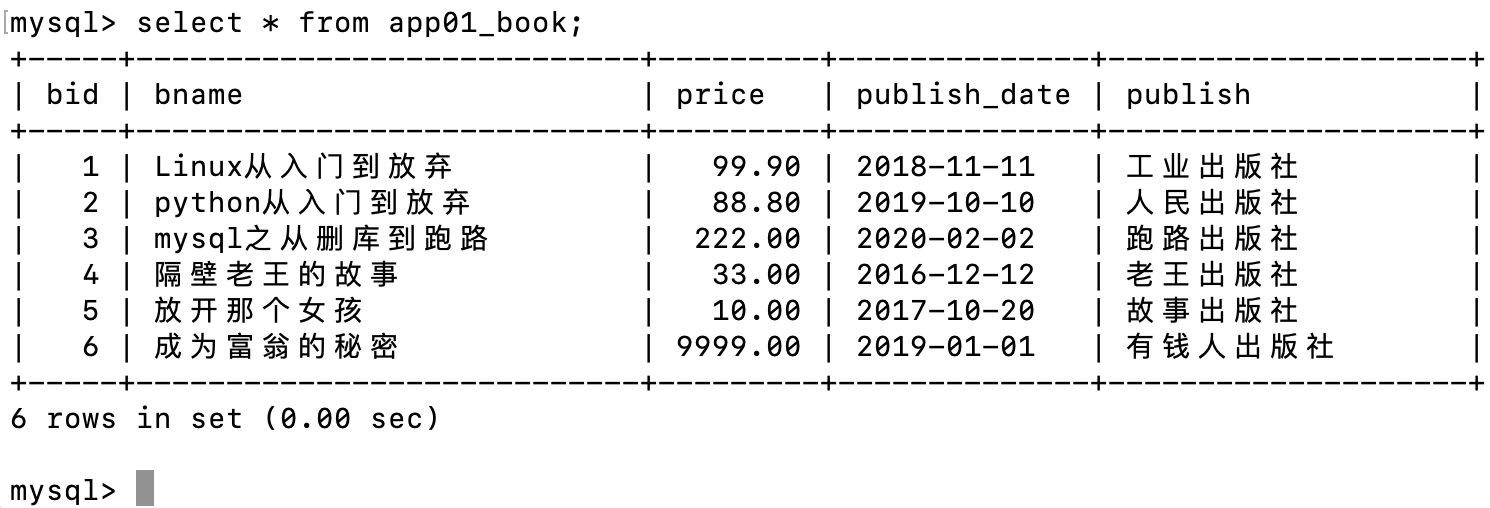 mysql> select * from app01_book;
+-----+----------------------------+---------+--------------+--------------------+
| bid | bname                      | price   | publish_date | publish            |
+-----+----------------------------+---------+--------------+--------------------+
|   1 | Linux从入门到放弃          |   99.90 | 2018-11-11   | 工业出版社         |
|   2 | python从入门到放弃         |   88.80 | 2019-10-10   | 人民出版社         |
|   3 | mysql之从删库到跑路        |  222.00 | 2020-02-02   | 跑路出版社         |
|   4 | 隔壁老王的故事             |   33.00 | 2016-12-12   | 老王出版社         |
|   5 | 放开那个女孩               |   10.00 | 2017-10-20   | 故事出版社         |
|   6 | 成为富翁的秘密             | 9999.00 | 2019-01-01   | 有钱人出版社       |
+-----+----------------------------+---------+--------------+--------------------+
6 rows in set (0.00 sec)
mysql>